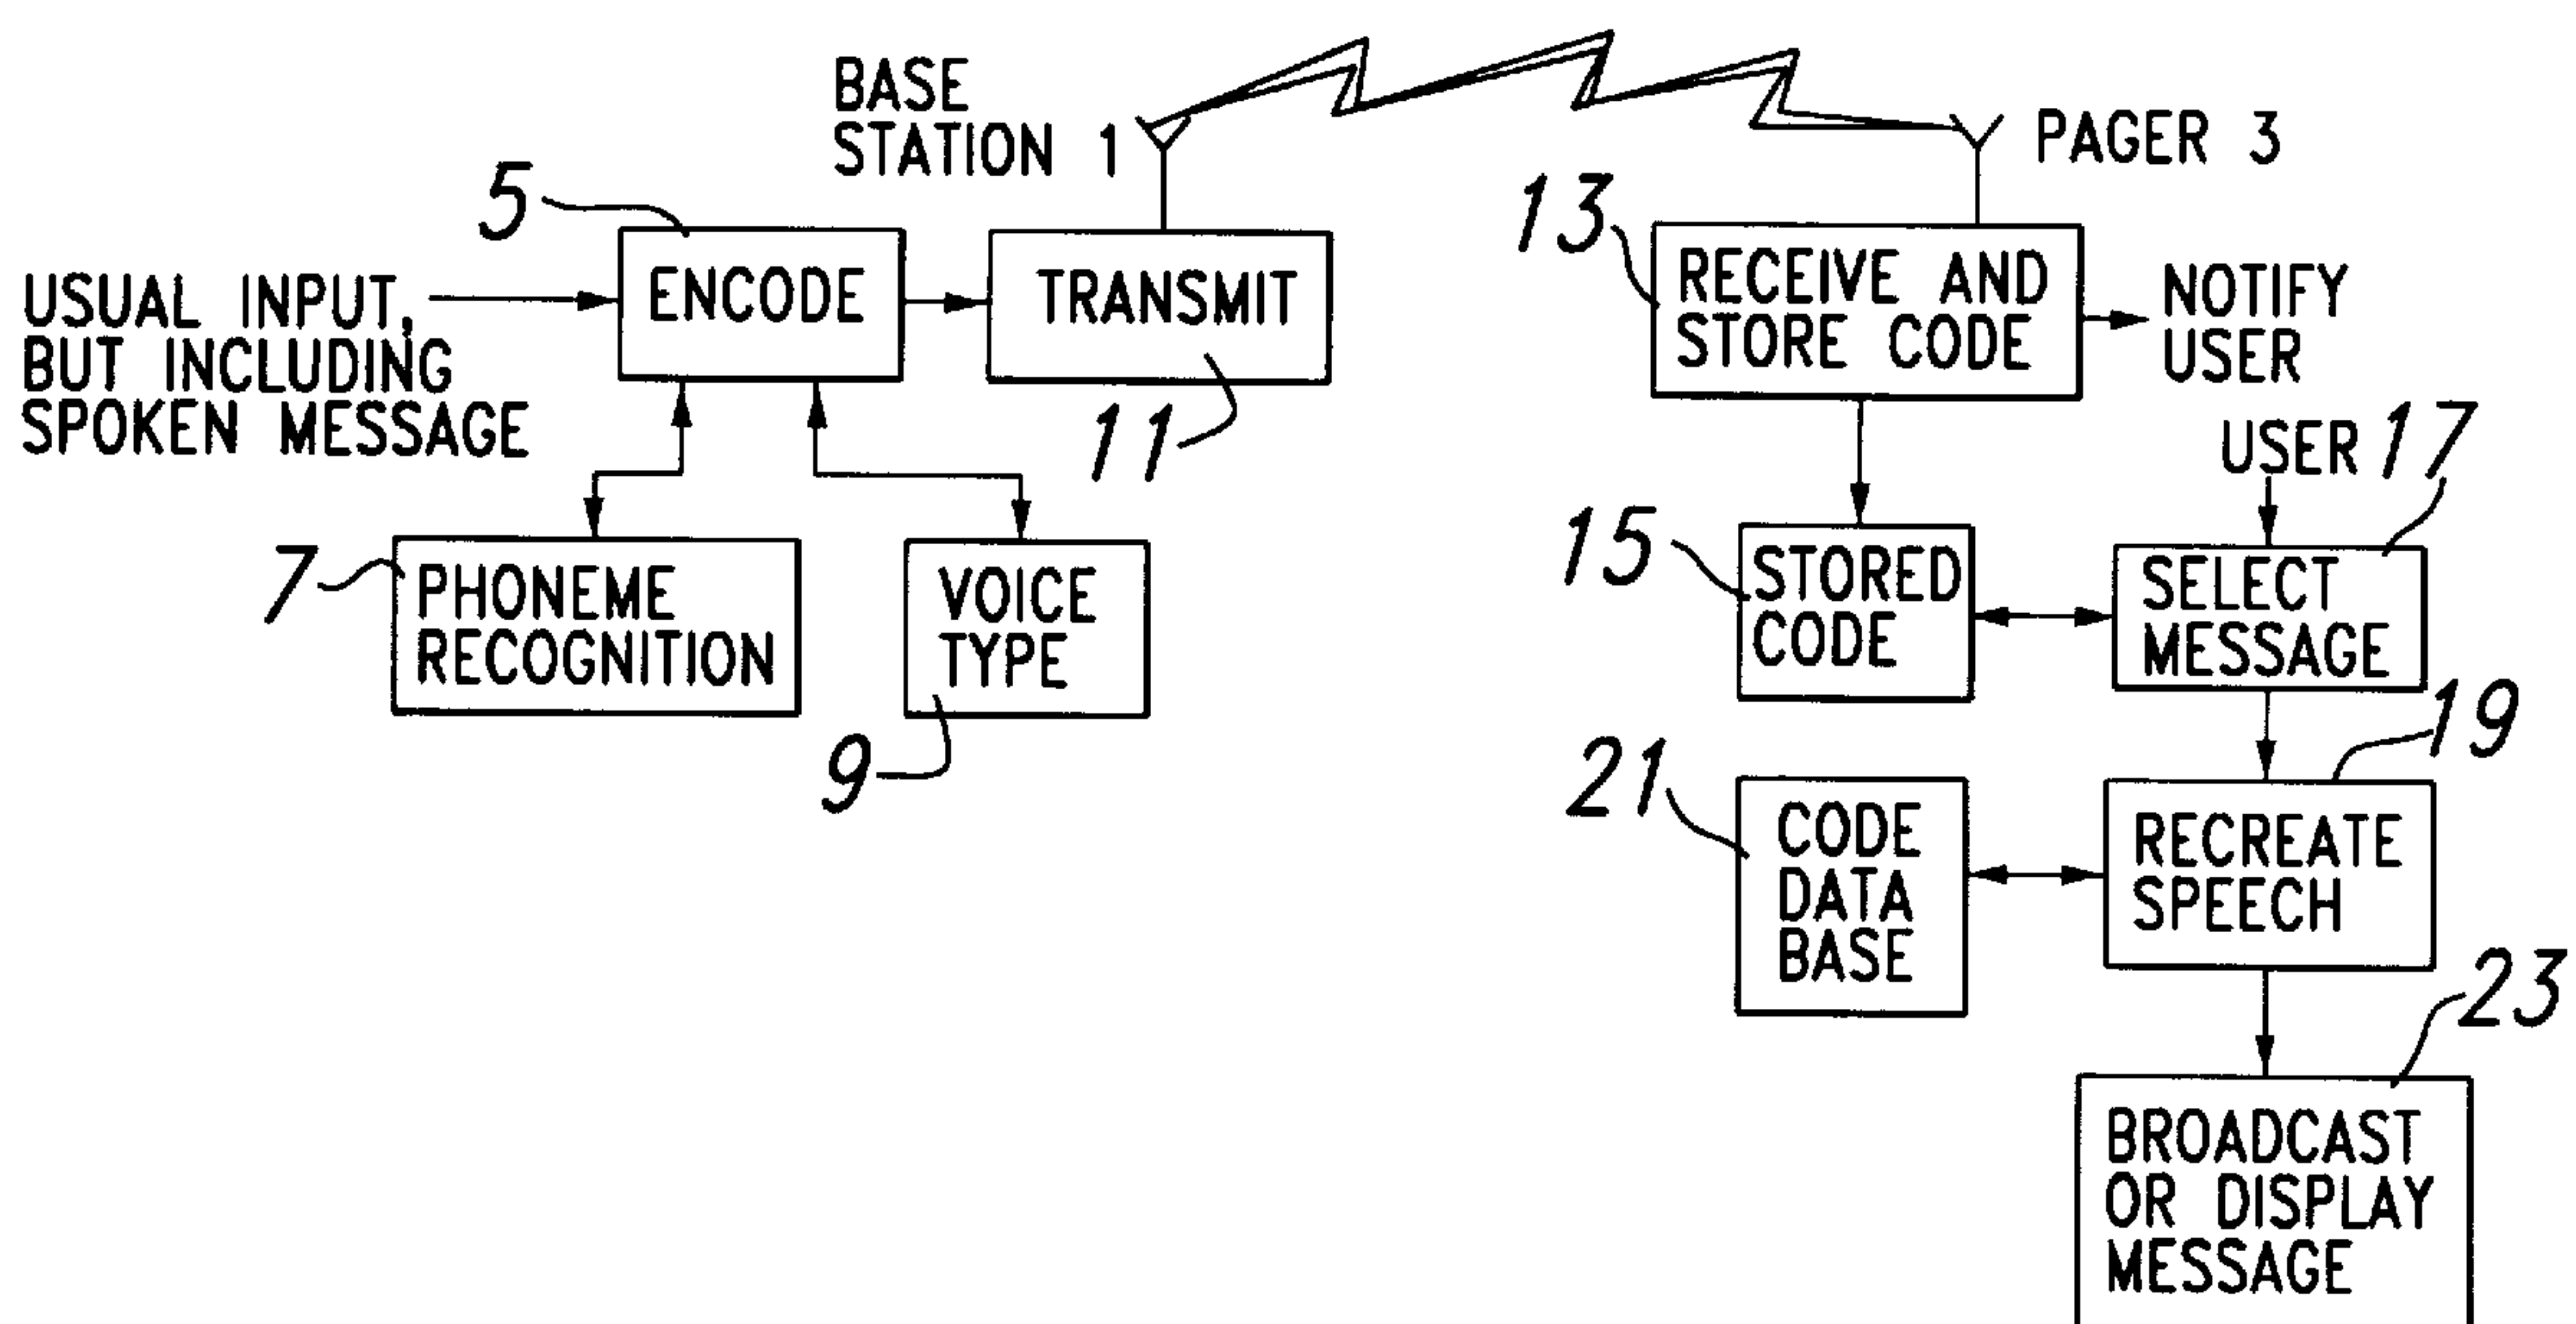 BASE
STATION 1
PAGER 3
5
13
USUAL INPUT,
BUT INCLUDING
SPOKEN MESSAGE
ENCODE
TRANSMIT
11
RECEIVE AND
STORE CODE
NOTIFY
USER
USER
17
7
PHONEME
RECOGNITION
VOICE
TYPE
9
15
STORED
CODE
SELECT
MESSAGE
19
21
CODE
DATA
BASE
RECREATE
SPEECH
23
BROADCAST
OR DISPLAY
MESSAGE